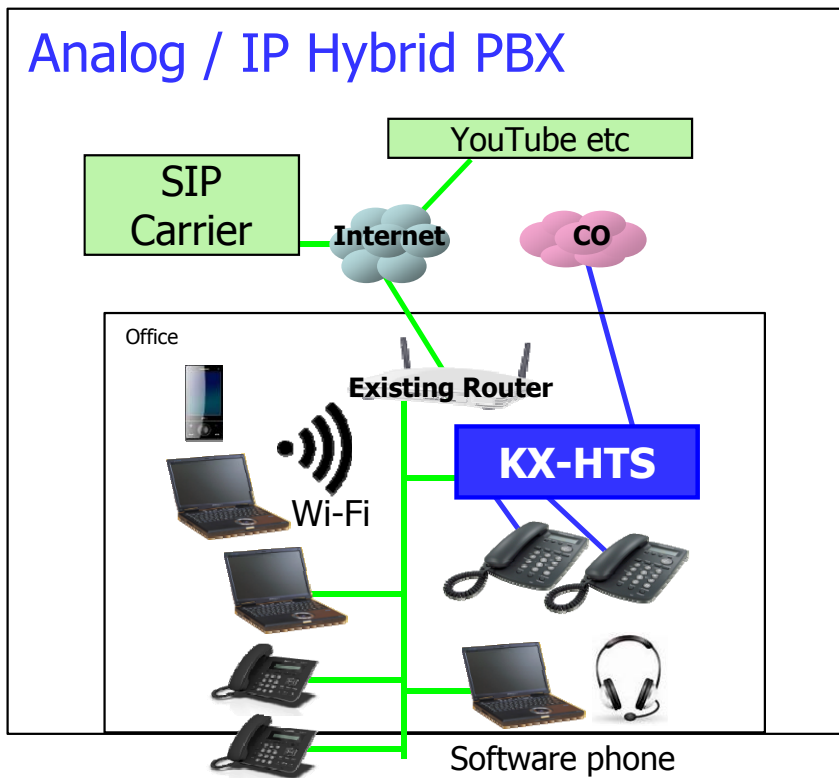 Analog / IP Hybrid PBX
YouTube etc
SIP
Carrier
Internet
CO
Office
Existing Router
KX-HTS
Wi-Fi
Software phone